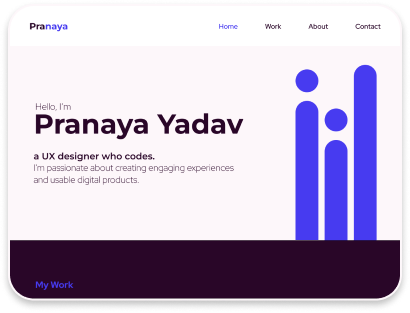 Pranaya
Home Work About Contact
Hello, I'm
Pranaya Yadav
a UX designer who codes.
I'm passionate about creating engaging experiences
and usable digital products.
My Work